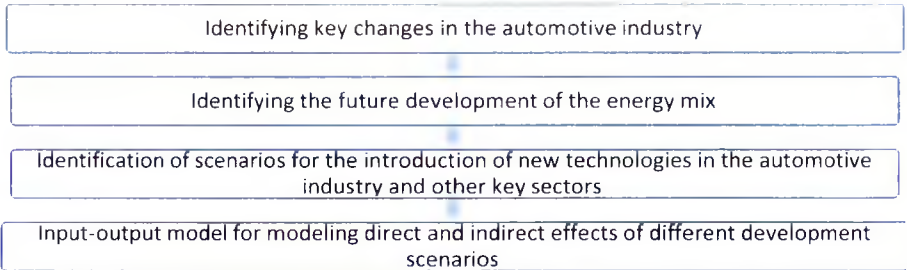 Identifying key changes in the automotive industry
Identifying the future development of the energy mix
Identification of scenarios for the introduction of new technologies in the automotive
industry and other key sectors
Input-output model for modeling direct and indirect effects of different development
scenarios